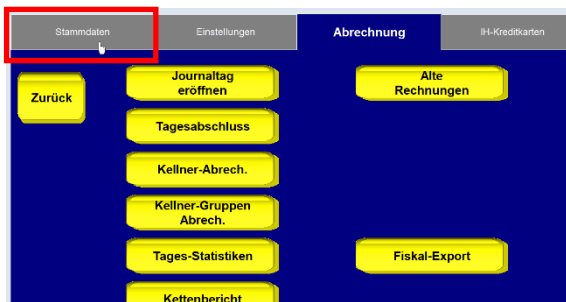 Stammdaten
Einstellungen
Abrechnung
IH-Kreditkarten
Zurück
Journaltag
eröffnen
Alte
Rechnungen
Tagesabschluss
Kellner-Abrech.
Kellner-Gruppen
Abrech.
Tages-Statistiken
Fiskal-Export
Kettenbericht